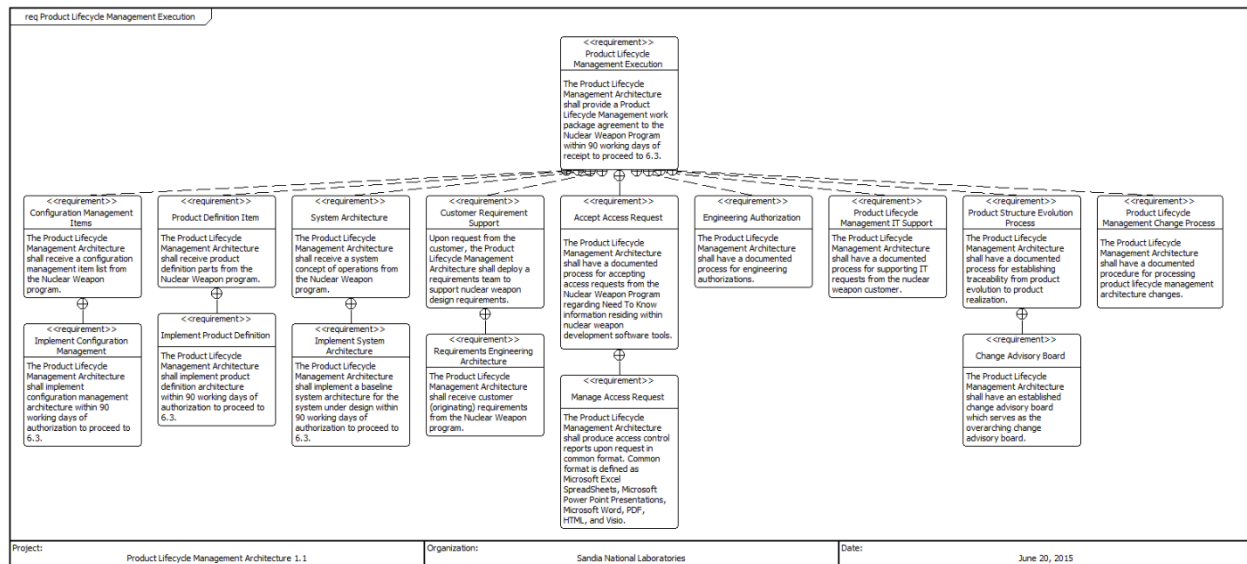 req Product Lifecycle Management Execution
<<requirement>>
Product Lifecycle
Management Execution
The Product Lifecycle
Management Architecture
shall provide a Product
Lifecycle Management work
package agreement to the
Nuclear Weapon Program
within 90 working days of
receipt to proceed to 6.3.
<<requirement>>
Configuration Management
Items
The Product Lifecycle
Management Architecture
shall receive a configuration
management item list from
the Nuclear Weapon
program.
<<requirement>>
Product Definition Item
The Product Lifecycle
Management Architecture
shall receive product
definition parts from the
Nuclear Weapon program.
<<requirement>>
System Architecture
The Product Lifecycle
Management Architecture
shall receive a system
concept of operations from
the Nuclear Weapon
program.
<<requirement>>
Customer Requirement
Support
Upon request from the
customer, the Product
Lifecycle Management
Architecture shall deploy a
requirements team to
support nuclear weapon
design requirements.
<<requirement>>
Accept Access Request
The Product Lifecycle
Management Architecture
shall have a documented
process for accepting
access requests from the
Nuclear Weapon Program
regarding Need To Know
information residing within
nuclear weapon
development software tools.
<<requirement>>
Engineering Authorization
The Product Lifecycle
Management Architecture
shall have a documented
process for engineering
authorizations.
<<requirement>>
Product Lifecycle
Management IT Support
The Product Lifecycle
Management Architecture
shall have a documented
process for supporting IT
requests from the nuclear
weapon customer.
<<requirement>>
Product Structure Evolution
Process
The Product Lifecycle
Management Architecture
shall have a documented
process for establishing
traceability from product
evolution to product
realization.
<<requirement>>
Product Lifecycle
Management Change Process
The Product Lifecycle
Management Architecture
shall have a documented
procedure for processing
product lifecycle management
architecture changes.
<<requirement>>
Implement Configuration
Management
The Product Lifecycle
Management Architecture
shall implement
configuration management
architecture within 90
working days of
authorization to proceed to
6.3.
<<requirement>>
Implement Product Definition
The Product Lifecycle
Management Architecture
shall implement product
definition architecture
within 90 working days of
authorization to proceed to
6.3.
<<requirement>>
Implement System
Architecture
The Product Lifecycle
Management Architecture
shall implement a baseline
system architecture for the
system under design within
90 working days of
authorization to proceed to
6.3.
<<requirement>>
Requirements Engineering
Architecture
The Product Lifecycle
Management Architecture
shall receive customer
(originating) requirements
from the Nuclear Weapon
program.
<<requirement>>
Manage Access Request
The Product Lifecycle
Management Architecture
shall produce access control
reports upon request in
common format. Common
format is defined as
Microsoft Excel
SpreadSheets, Microsoft
Power Point Presentations,
Microsoft Word, PDF,
HTML, and Visio.
<<requirement>>
Change Advisory Board
The Product Lifecycle
Management Architecture
shall have an established
change advisory board
which serves as the
overarching change
advisory board.
Project:
Product Lifecycle Management Architecture 1.1
Organization:
Sandia National Laboratories
Date:
June 20, 2015